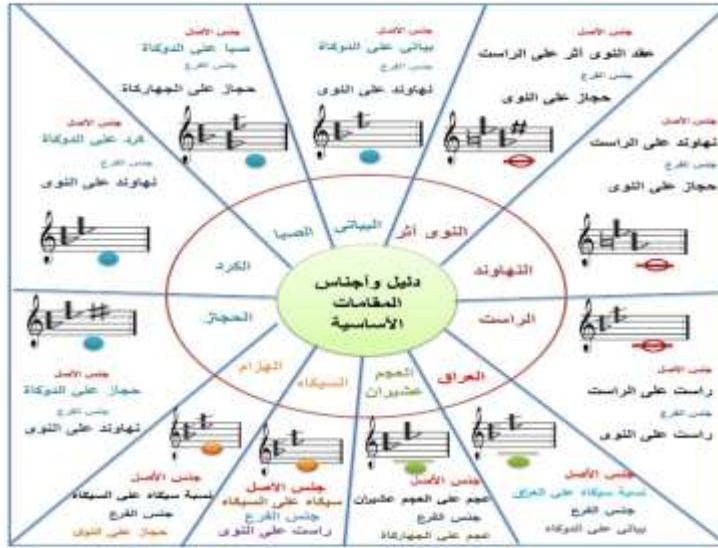 دليل وأجناس
المقامات
الأساسية
النوى أثر
النهاوند
الراست
العراق
العجم
عشيران
السيكاه
الهزام
الحجاز
الكرد
الصبا
البياتى
جنس الأصل
عقد النوى أثر على الراست
جنس الفرع
حجاز على النوى
جنس الأصل
نهاوند على الراست
جنس الفرع
حجاز على النوى
جنس الأصل
راست على الراست
جنس الفرع
راست على النوى
جنس الأصل
نسبة سيكاه على العراق
جنس الفرع
بياتى على الدوكاه
جنس الأصل
عجم على العجم عشيران
جنس الفرع
عجم على الجهاركاة
جنس الأصل
سيكاه على السيكاه
جنس الفرع
راست على النوى
جنس الأصل
نسبة سيكاه على السيكاه
جنس الفرع
حجاز على النوى
جنس الأصل
حجاز على الدوكاة
جنس الفرع
نهاوند على النوى
جنس الأصل
كرد على الدوكاة
جنس الفرع
نهاوند على النوى
جنس الأصل
صبا على الدوكاة
جنس الفرع
حجاز على الجهاركاة
جنس الأصل
بياتى على الدوكاة
جنس الفرع
نهاوند على النوى